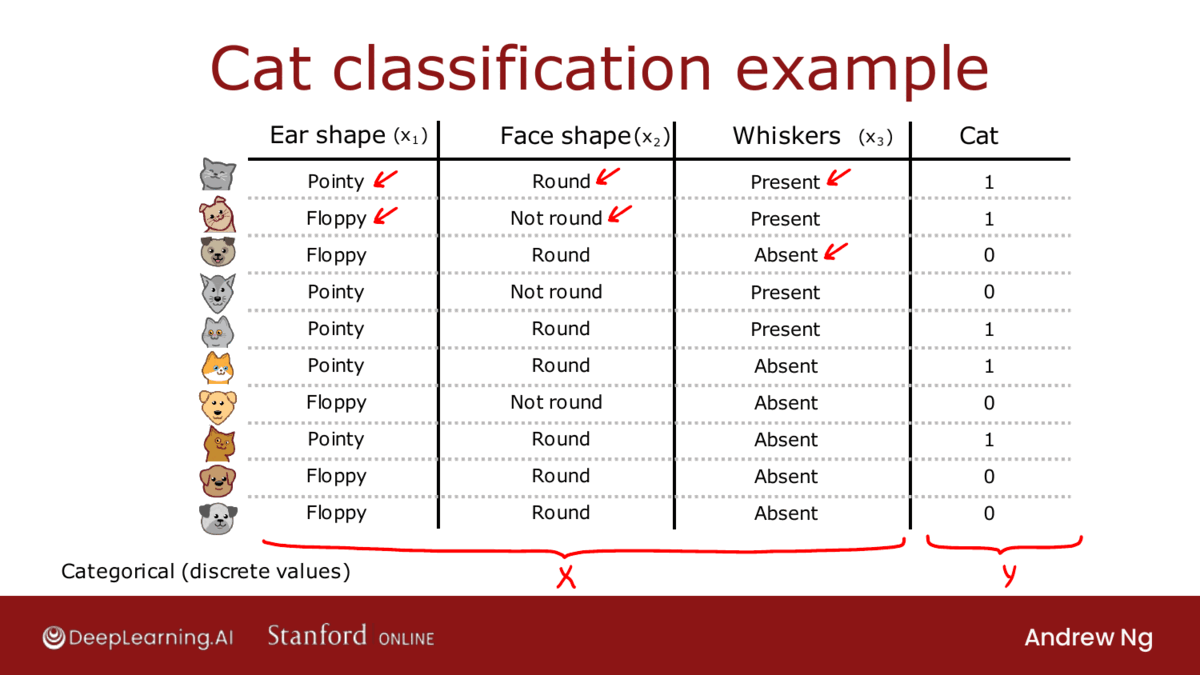 Cat classification example
Ear shape (x₁) Face shape (x₂) Whiskers (x₃) Cat
Pointy Round Present 1
Floppy Not round Present 1
Floppy Round Absent 0
Pointy Not round Present 0
Pointy Round Present 1
Pointy Round Absent 1
Floppy Not round Absent 0
Pointy Round Absent 1
Floppy Round Absent 0
Floppy Round Absent 0
Categorical (discrete values) X y
DeepLearning.AI Stanford ONLINE Andrew Ng